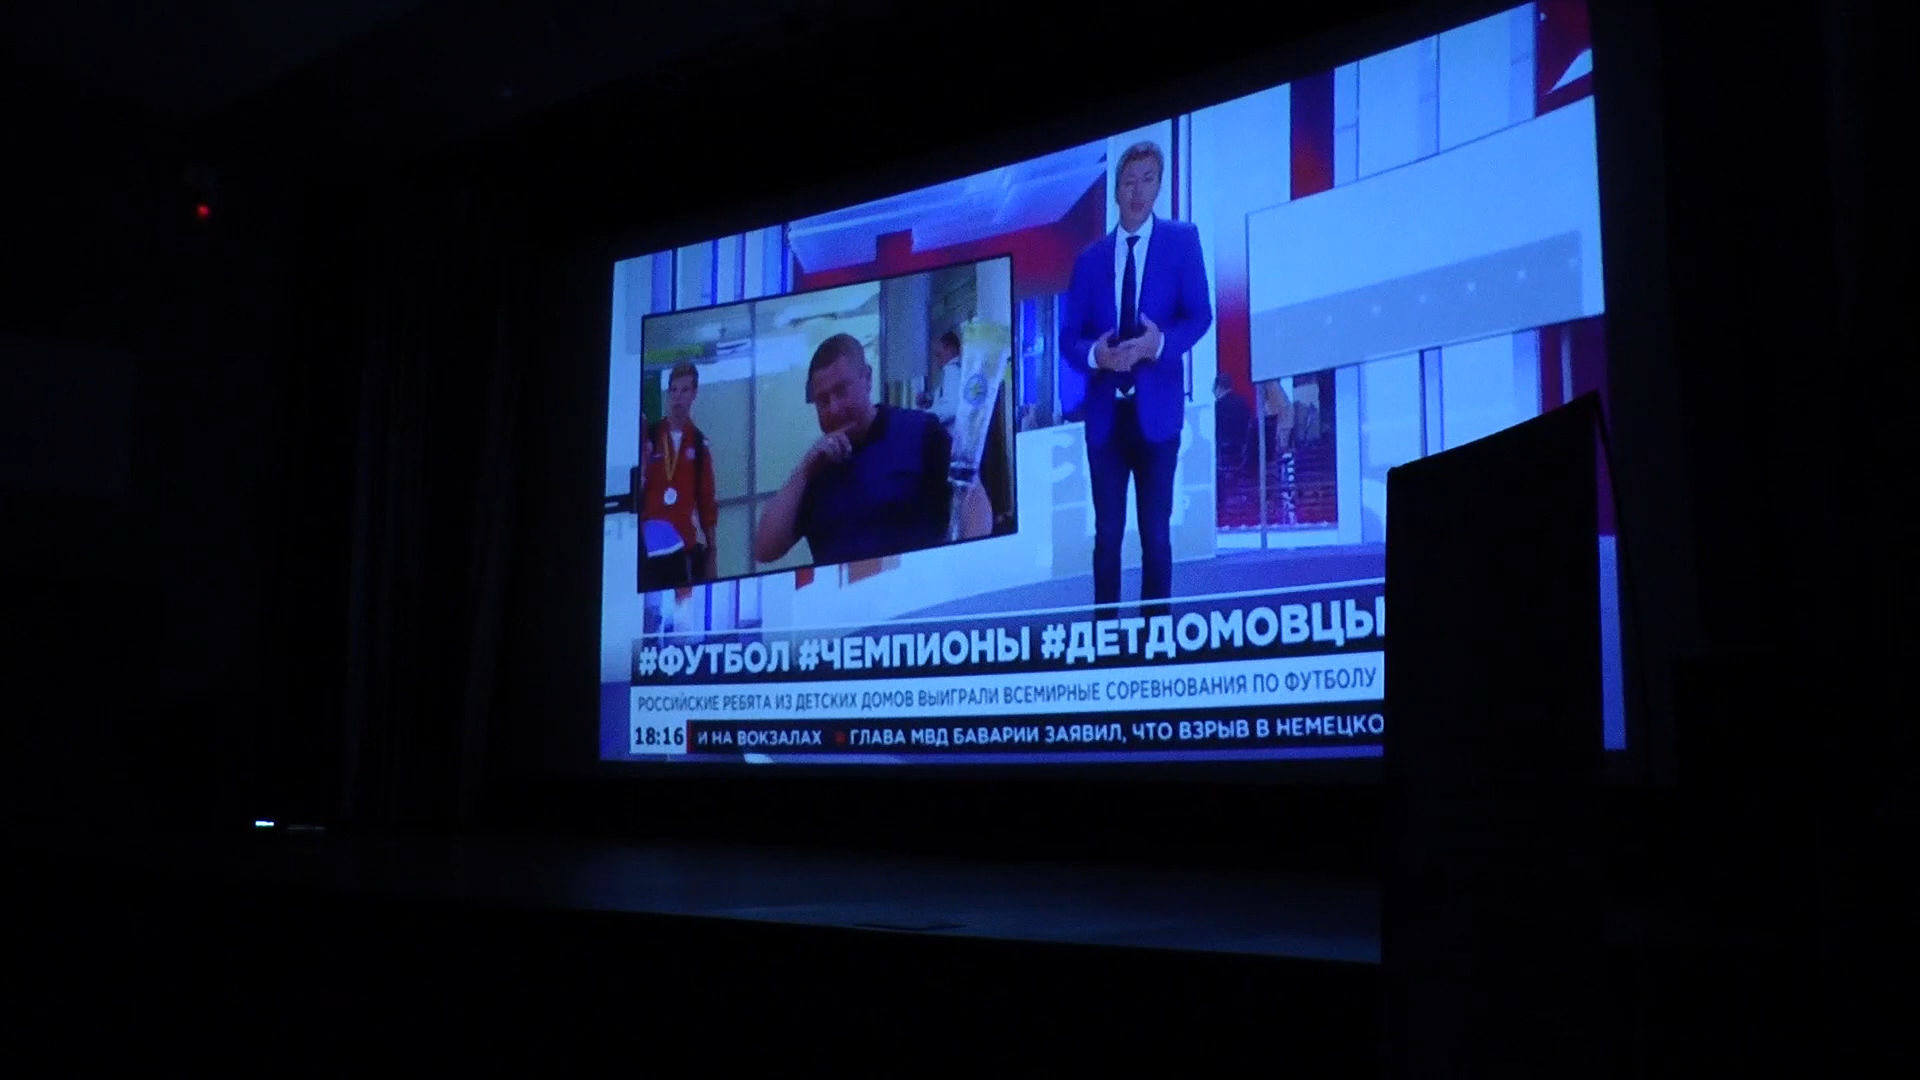 #ФУТБОЛ #ЧЕМПИОНЫ #ДЕТДОМОВЦЫ
РОССИЙСКИЕ РЕБЯТА ИЗ ДЕТСКИХ ДОМОВ ВЫИГРАЛИ ВСЕМИРНЫЕ СОРЕВНОВАНИЯ ПО ФУТБОЛУ
18:16 И НА ВОКЗАЛАХ ГЛАВА МВД БАВАРИИ ЗАЯВИЛ, ЧТО ВЗРЫВ В НЕМЕЦКО